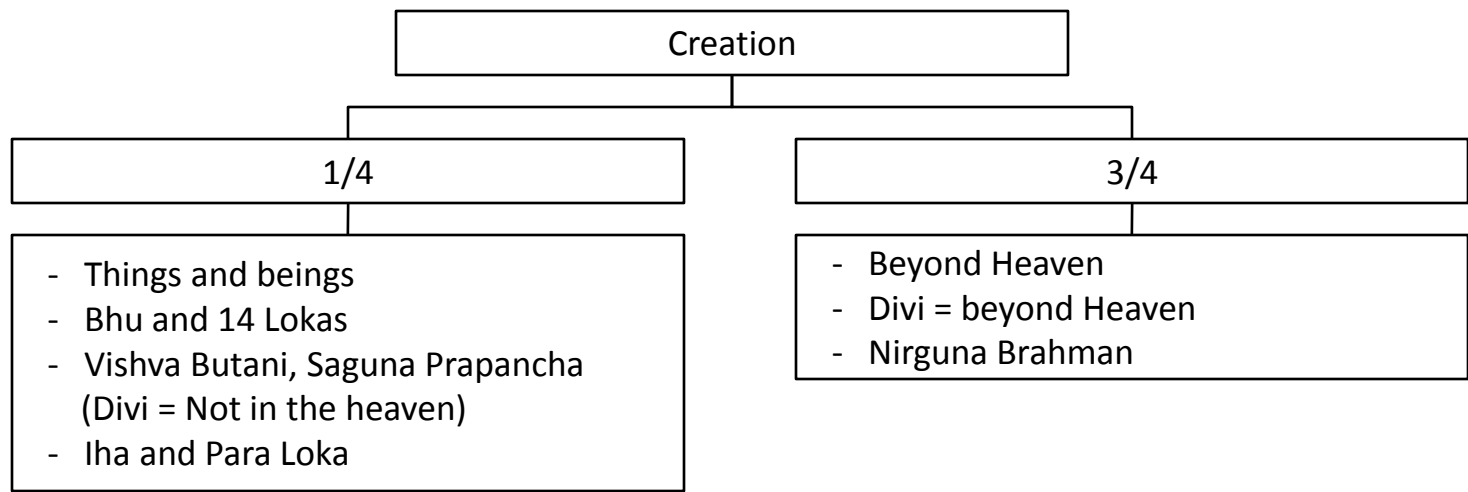 Creation
1/4
3/4
- Things and beings
- Bhu and 14 Lokas
- Vishva Butani, Saguna Prapancha
(Divi = Not in the heaven)
- Iha and Para Loka
- Beyond Heaven
- Divi = beyond Heaven
- Nirguna Brahman